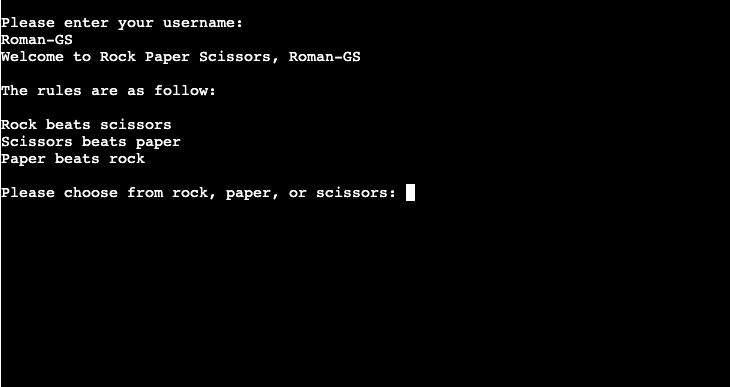 Please enter your username:
Roman-GS
Welcome to Rock Paper Scissors, Roman-GS
The rules are as follow:
Rock beats scissors
Scissors beats paper
Paper beats rock
Please choose from rock, paper, or scissors: